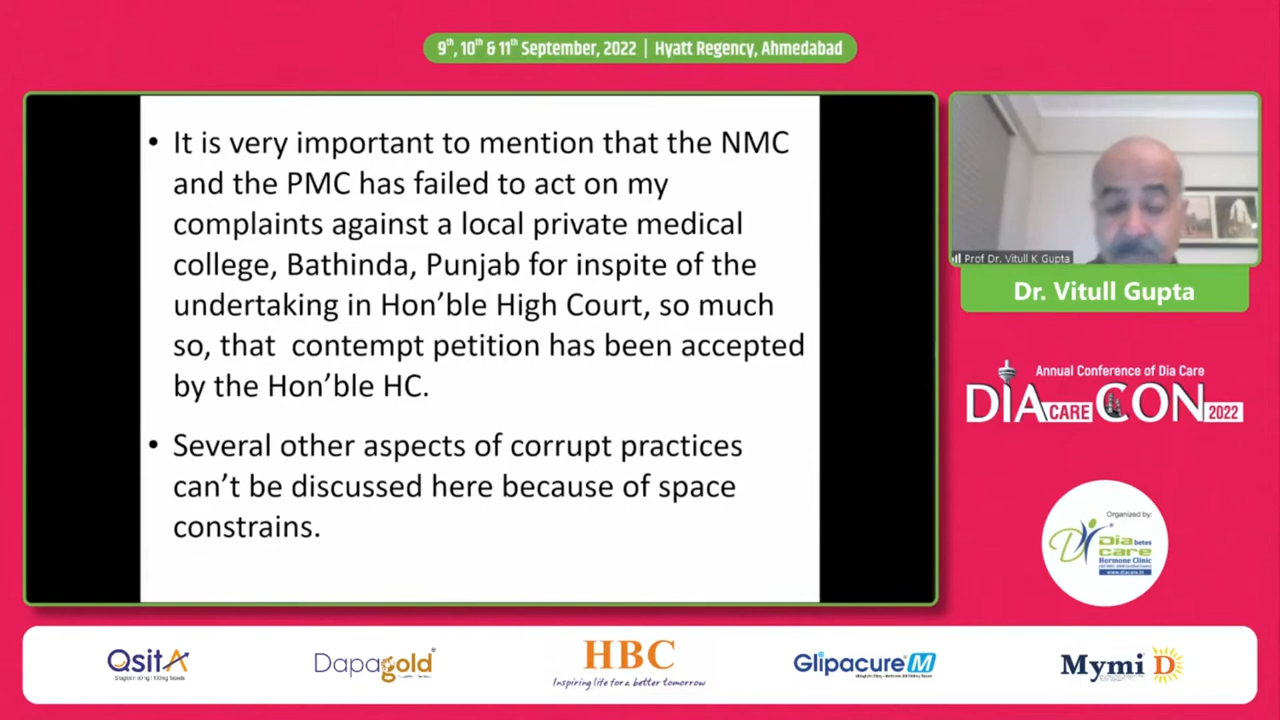 9th, 10th & 11th September, 2022 | Hyatt Regency, Ahmedabad
• It is very important to mention that the NMC
and the PMC has failed to act on my
complaints against a local private medical
college, Bathinda, Punjab for inspite of the
undertaking in Hon’ble High Court, so much
so, that contempt petition has been accepted
by the Hon’ble HC.
• Several other aspects of corrupt practices
can’t be discussed here because of space
constrains.
Prof Dr. Vitull K Gupta
Dr. Vitull Gupta
Annual Conference of Dia Care
DIA CARE CON 2022
Organized by:
Diabetes
care
Hormone Clinic
www.diacare.in
QsitA
Dapagold
HBC
Inspiring life for a better tomorrow
Glipacure M
Mymi D